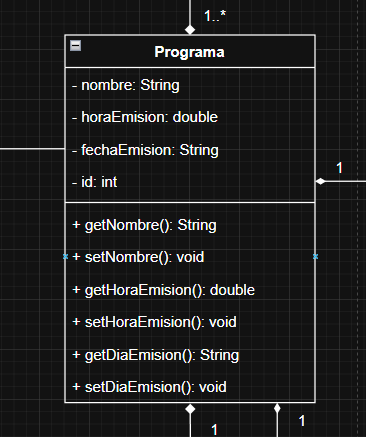 1..*
Programa
- nombre: String
- horaEmision: double
- fechaEmision: String
- id: int
1
+ getNombre(): String
+ setNombre(): void
+ getHoraEmision(): double
+ setHoraEmision(): void
+ getDiaEmision(): String
+ setDiaEmision(): void
1
1